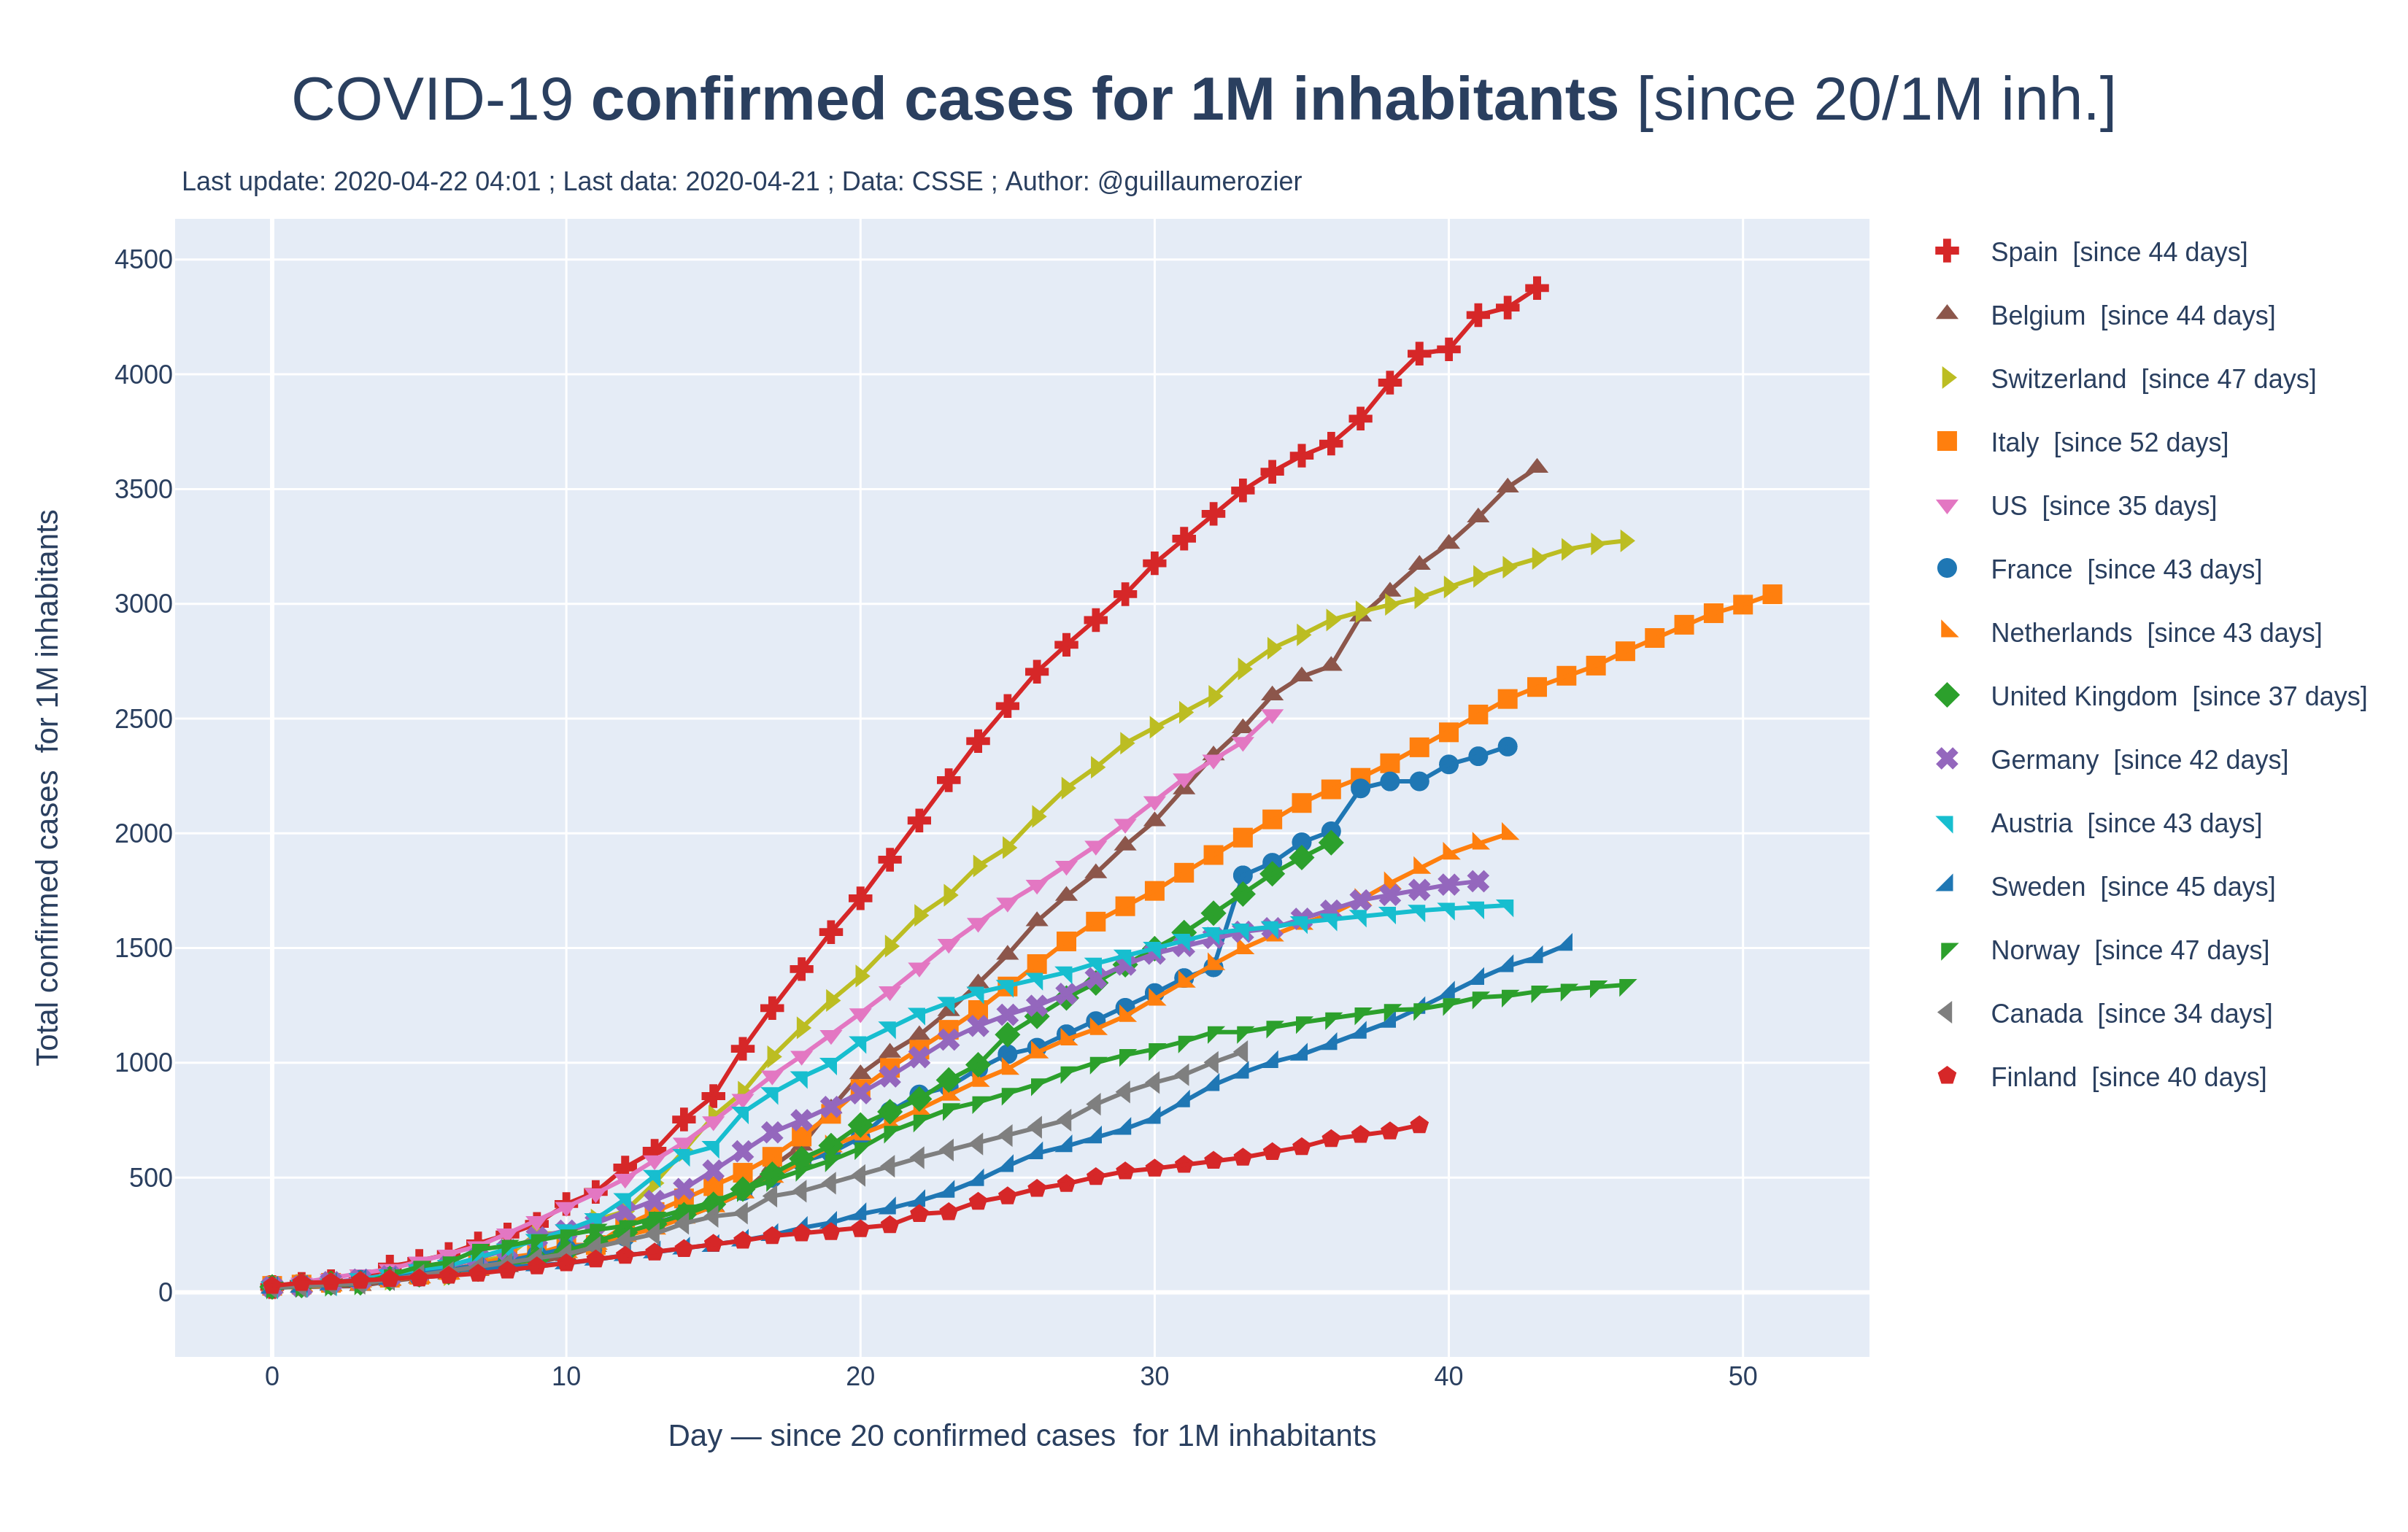 COVID-19 confirmed cases for 1M inhabitants [since 20/1M inh.]
Last update: 2020-04-22 04:01 ; Last data: 2020-04-21 ; Data: CSSE ; Author: @guillaumerozier
Total confirmed cases  for 1M inhabitants
4500
4000
3500
3000
2500
2000
1500
1000
500
0
0 10 20 30 40 50
Day — since 20 confirmed cases  for 1M inhabitants
Spain  [since 44 days]
Belgium  [since 44 days]
Switzerland  [since 47 days]
Italy  [since 52 days]
US  [since 35 days]
France  [since 43 days]
Netherlands  [since 43 days]
United Kingdom  [since 37 days]
Germany  [since 42 days]
Austria  [since 43 days]
Sweden  [since 45 days]
Norway  [since 47 days]
Canada  [since 34 days]
Finland  [since 40 days]